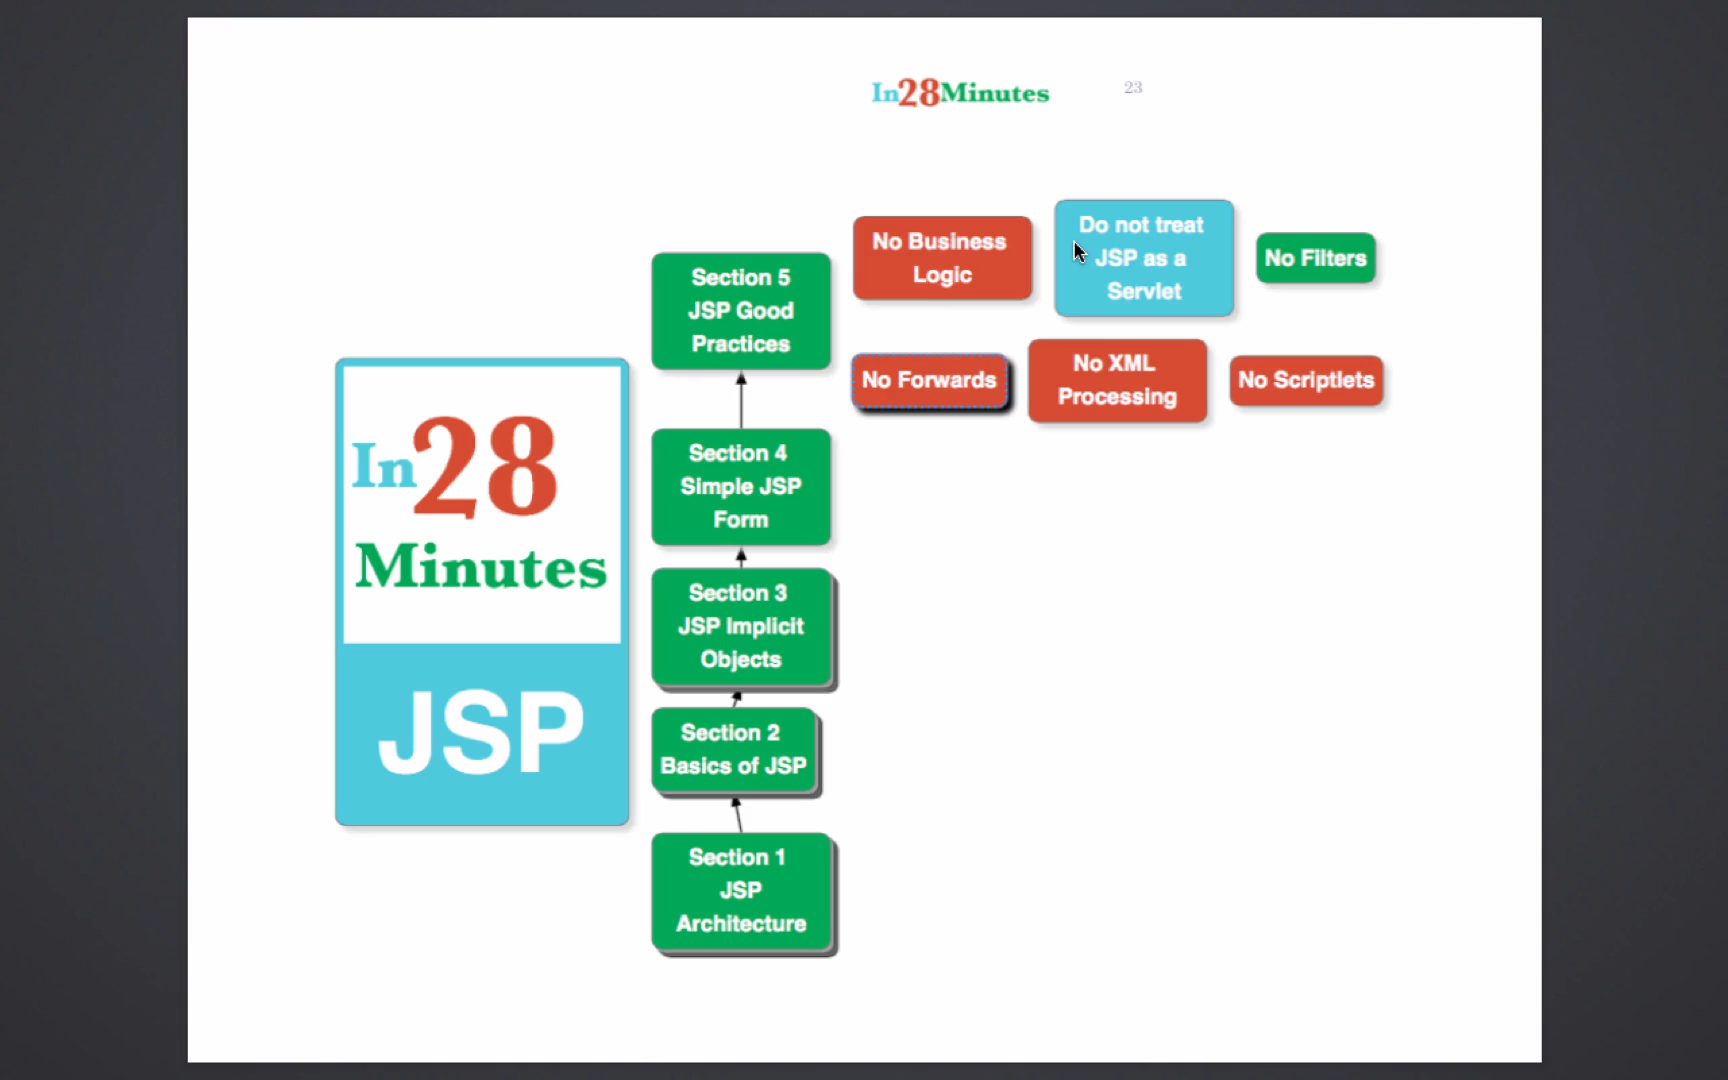 In28Minutes
23
No Business
Logic
Do not treat
JSP as a
Servlet
No Filters
Section 5
JSP Good
Practices
No Forwards
No XML
Processing
No Scriptlets
In28
Minutes
JSP
Section 4
Simple JSP
Form
Section 3
JSP Implicit
Objects
Section 2
Basics of JSP
Section 1
JSP
Architecture